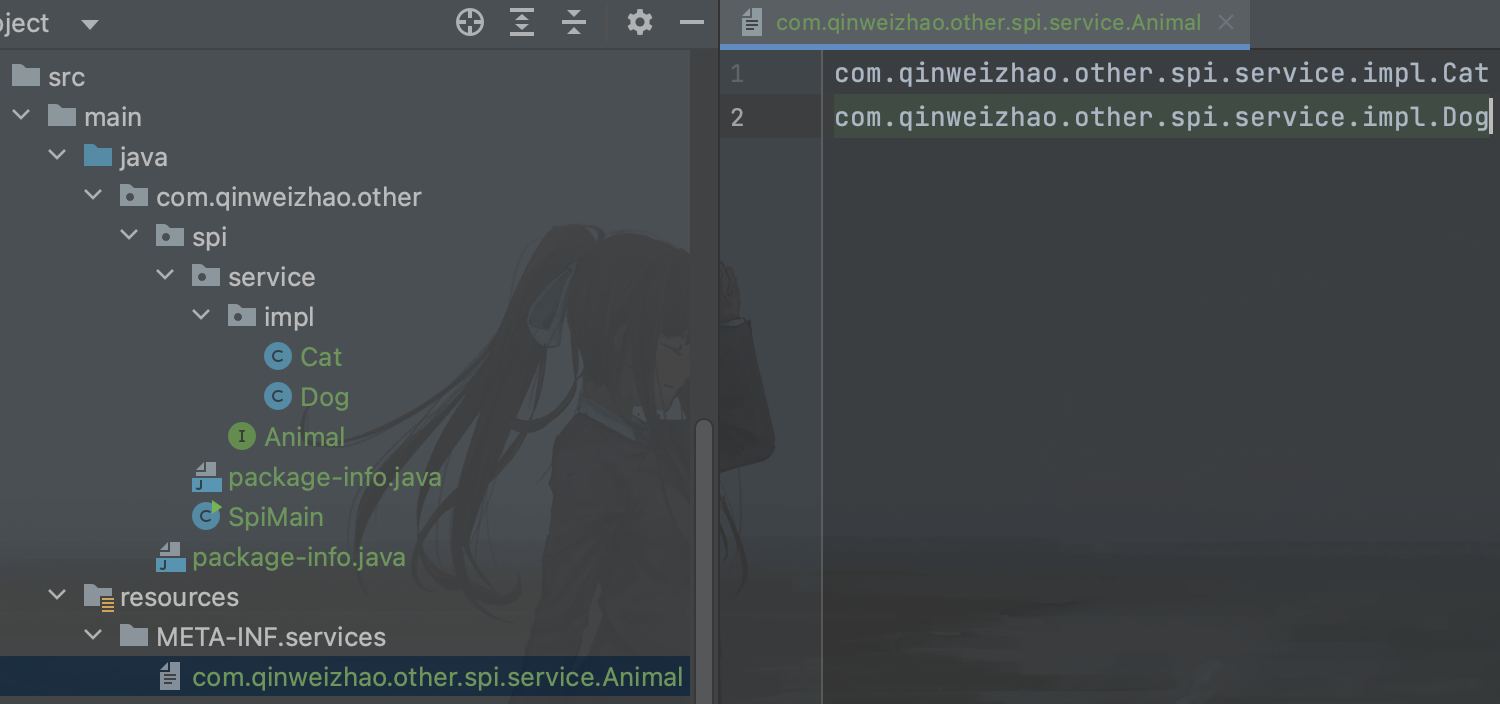 ject
src
main
java
com.qinweizhao.other
spi
service
impl
C Cat
C Dog
I Animal
J package-info.java
C SpiMain
J package-info.java
resources
META-INF.services
com.qinweizhao.other.spi.service.Animal
com.qinweizhao.other.spi.service.Animal
1 com.qinweizhao.other.spi.service.impl.Cat
2 com.qinweizhao.other.spi.service.impl.Dog